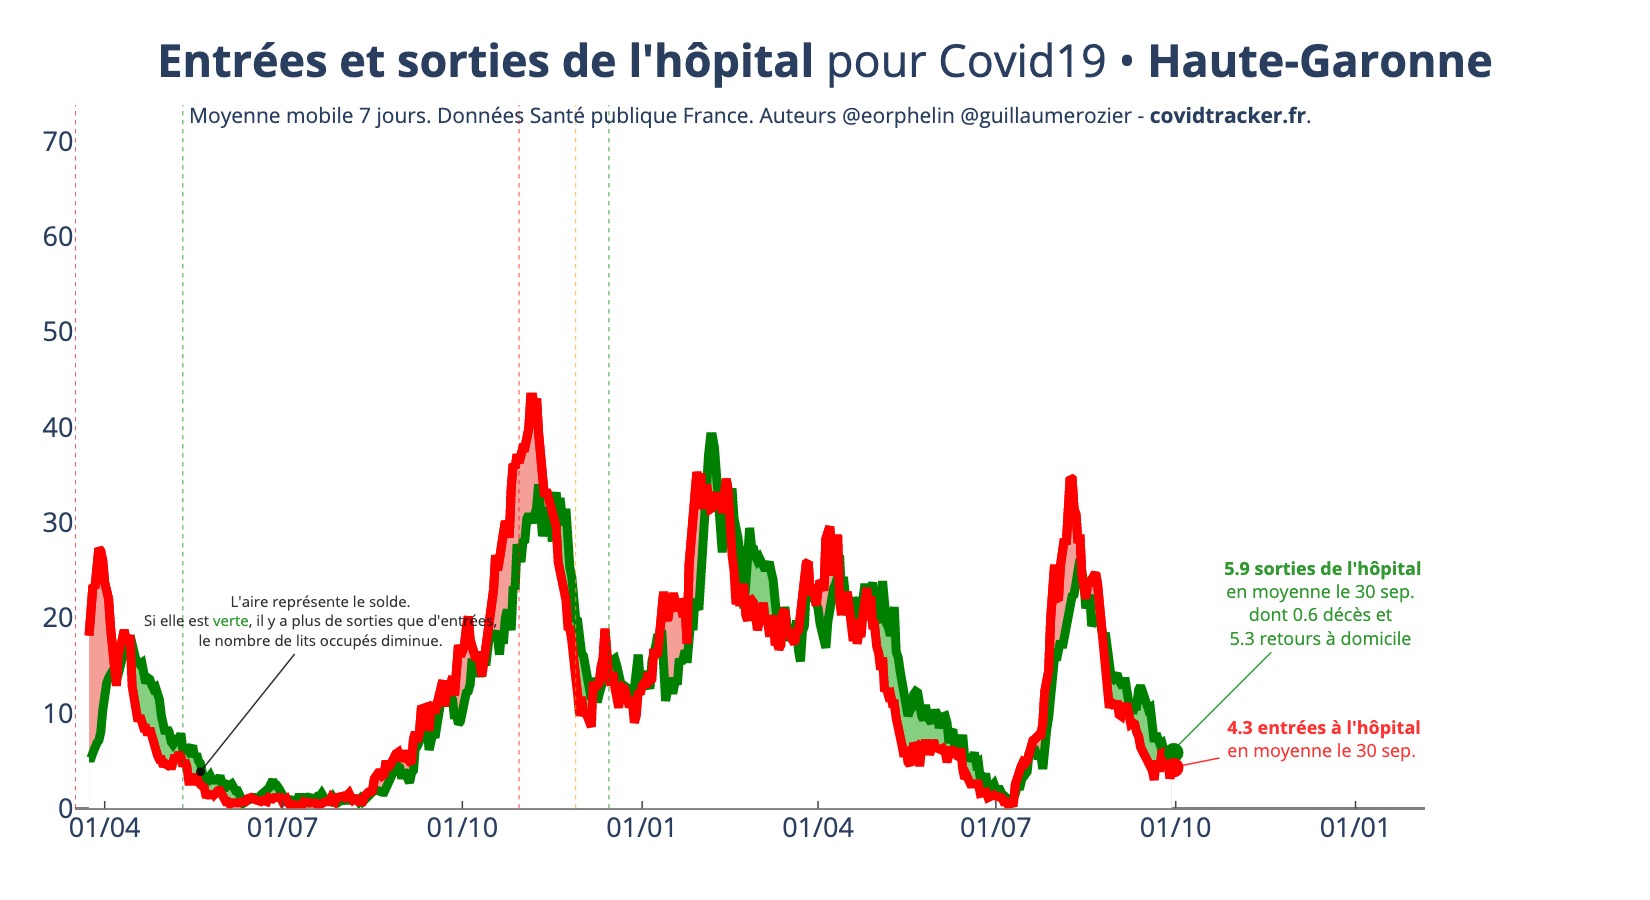 Entrées et sorties de l'hôpital pour Covid19 • Haute-Garonne
Moyenne mobile 7 jours. Données Santé publique France. Auteurs @eorphelin @guillaumerozier - covidtracker.fr.
70
60
50
40
30
20
10
0
L'aire représente le solde.
Si elle est verte, il y a plus de sorties que d'entrées,
le nombre de lits occupés diminue.
5.9 sorties de l'hôpital
en moyenne le 30 sep.
dont 0.6 décès et
5.3 retours à domicile
4.3 entrées à l'hôpital
en moyenne le 30 sep.
01/04 01/07 01/10 01/01 01/04 01/07 01/10 01/01